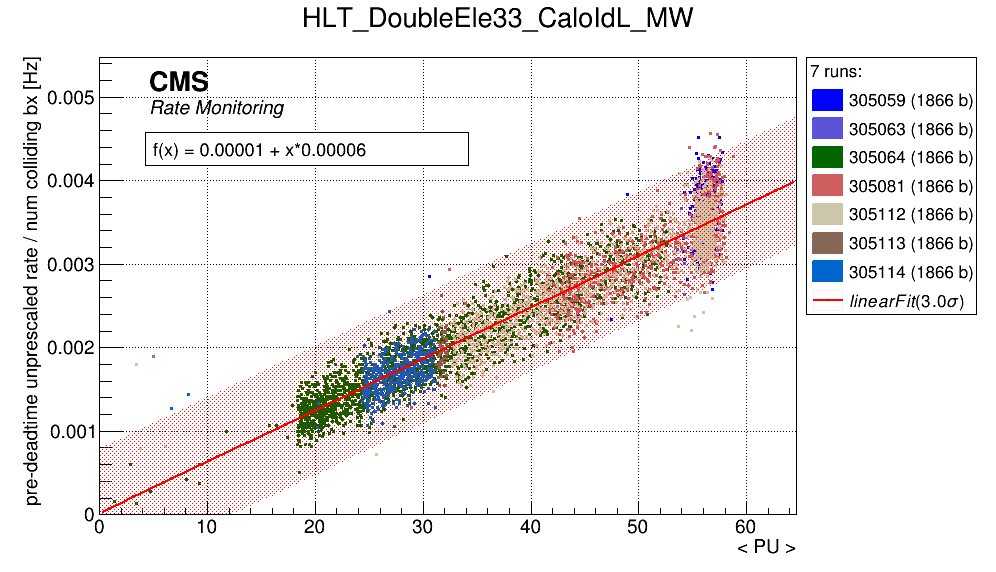 HLT_DoubleEle33_CaloIdL_MW
pre-deadtime unprescaled rate / num colliding bx [Hz]
CMS
Rate Monitoring
f(x) = 0.00001 + x*0.00006
0.005
0.004
0.003
0.002
0.001
0
0 10 20 30 40 50 60
< PU >
7 runs:
305059 (1866 b)
305063 (1866 b)
305064 (1866 b)
305081 (1866 b)
305112 (1866 b)
305113 (1866 b)
305114 (1866 b)
linearFit(3.0σ)